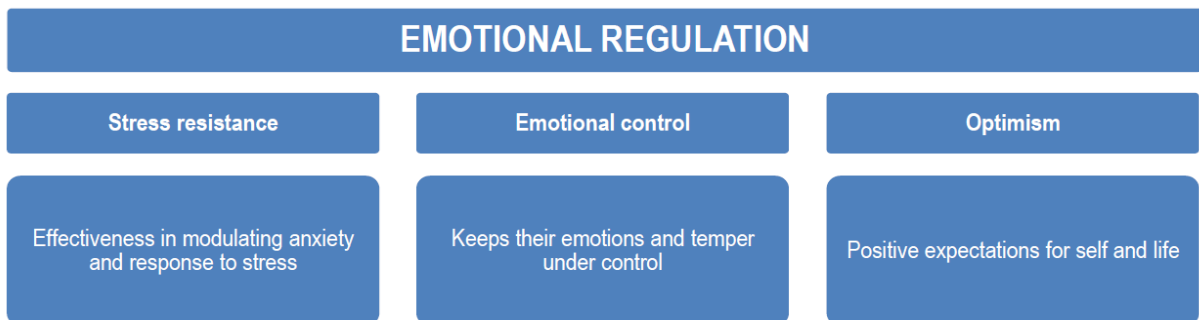 EMOTIONAL REGULATION
Stress resistance
Emotional control
Optimism
Effectiveness in modulating anxiety
and response to stress
Keeps their emotions and temper
under control
Positive expectations for self and life